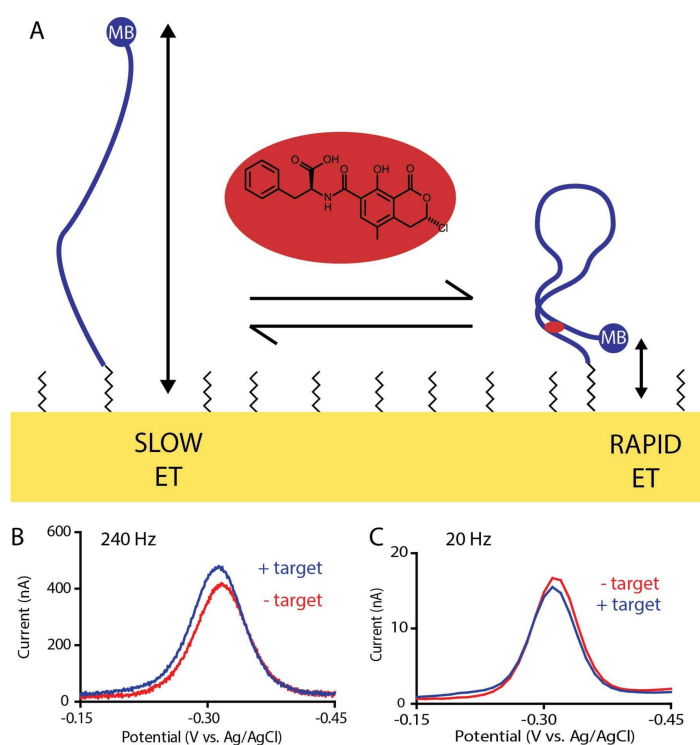 A
MB
O
OH
N
H
O
OH
O
O
Cl
MB
SLOW
ET
RAPID
ET
B
240 Hz
+ target
- target
600
400
200
0
Current (nA)
-0.15
-0.30
-0.45
Potential (V vs. Ag/AgCl)
C
20 Hz
- target
+ target
20
10
0
Current (nA)
-0.15
-0.30
-0.45
Potential (V vs. Ag/AgCl)